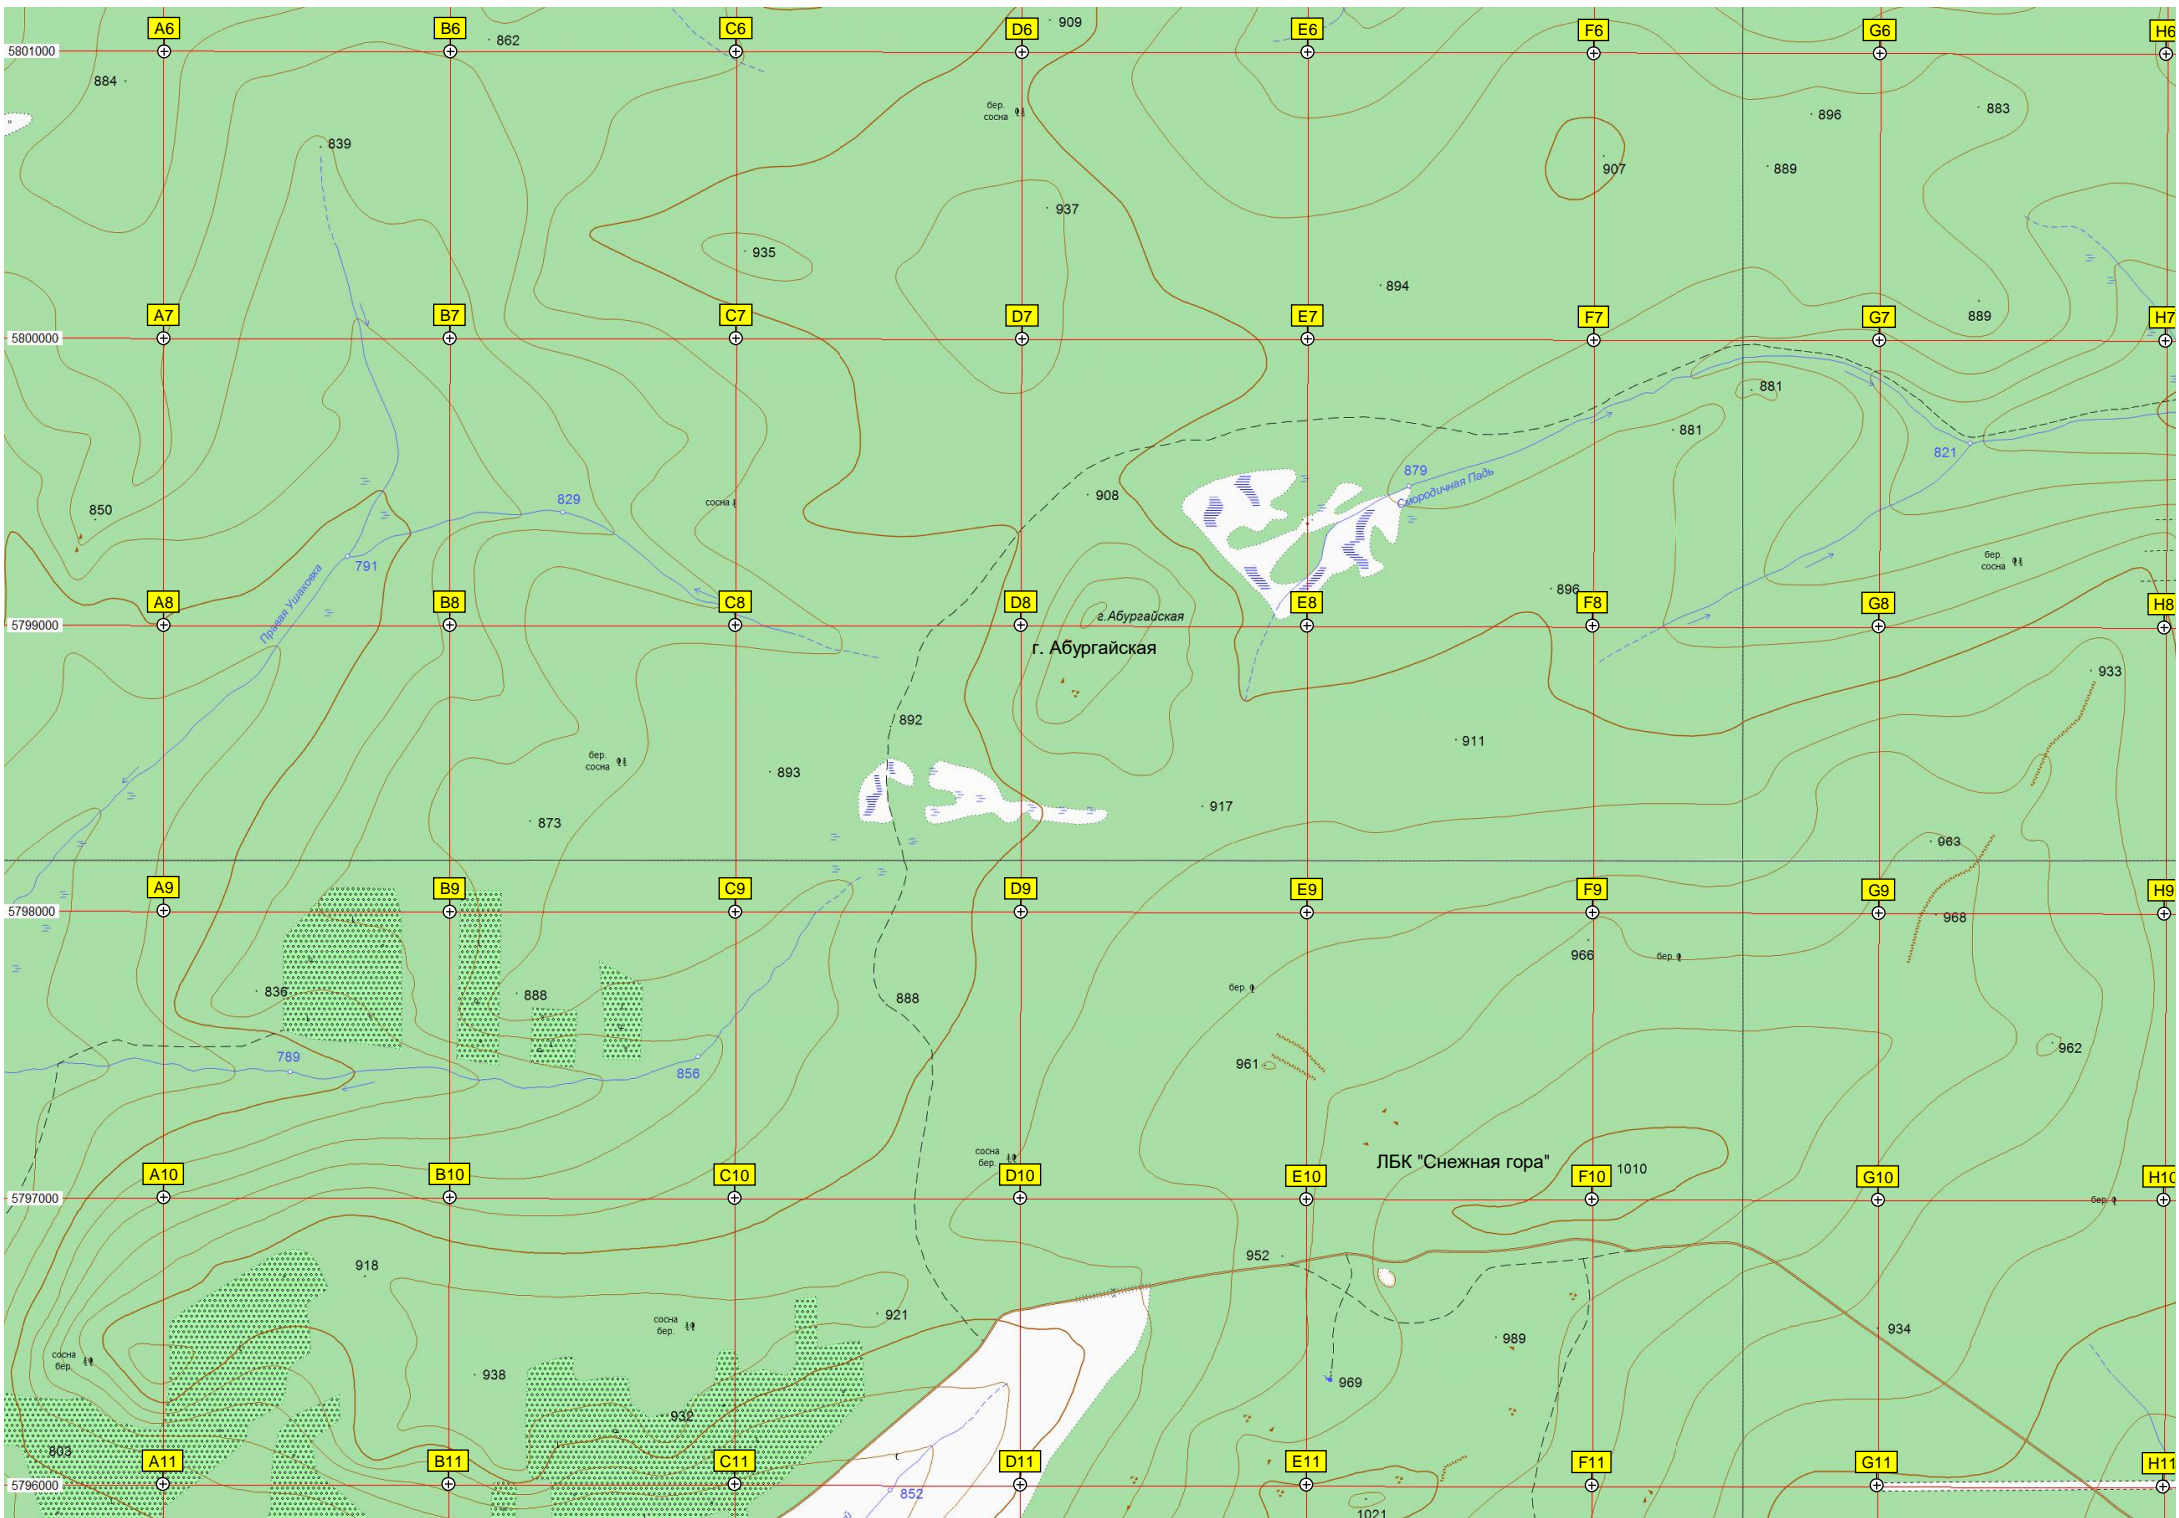 A6 B6 C6 D6 E6 F6 G6 H6
909
862
5801000
884
бер.
сосна
896
883
839
907
889
937
935
894
889
A7 B7 C7 D7 E7 F7 G7 H7
5800000
881
881
821
879
Смородичная Падь
908
829
сосна
850
791
Правая Ушаковка
бер.
сосна
896
A8 B8 C8 D8 E8 F8 G8 H8
5799000
г.Абургайская
г. Абургайская
933
892
911
бер.
сосна
893
917
873
963
A9 B9 C9 D9 E9 F9 G9 H9
5798000
968
966
бер.
836
888
888
бер.
789
856
961
962
сосна
бер.
ЛБК "Снежная гора"
1010
A10 B10 C10 D10 E10 F10 G10 H10
5797000
бер.
952
918
921
сосна
бер.
934
989
сосна
бер.
938
969
932
803
A11 B11 C11 D11 E11 F11 G11 H11
5796000
852
1021